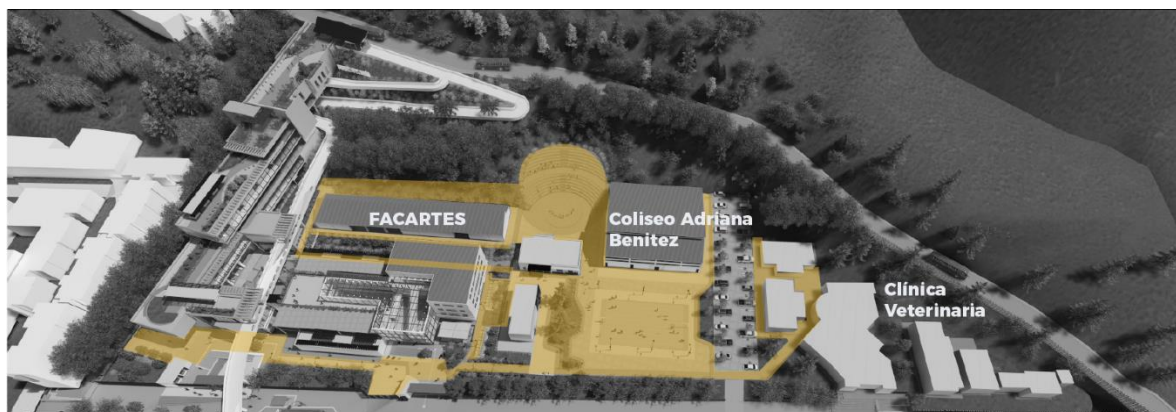 FACARTES
Coliseo Adriana
Benitez
Clínica
Veterinaria